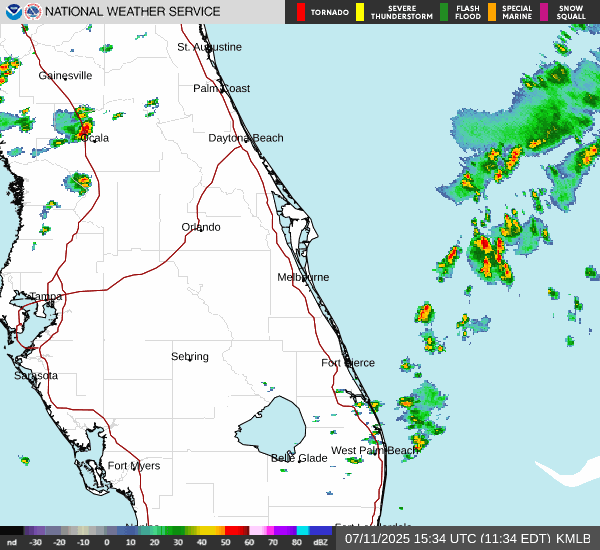 NATIONAL WEATHER SERVICE
TORNADO
SEVERE
THUNDERSTORM
FLASH
FLOOD
SPECIAL
MARINE
SNOW
SQUALL
St. Augustine
Gainesville
Palm Coast
Ocala
Daytona Beach
Orlando
Melbourne
Tampa
Sebring
Fort Pierce
Sarasota
West Palm Beach
Belle Glade
Fort Myers
nd -30 -20 -10 0 10 20 30 40 50 60 70 80 dBZ
07/11/2025 15:34 UTC (11:34 EDT) KMLB